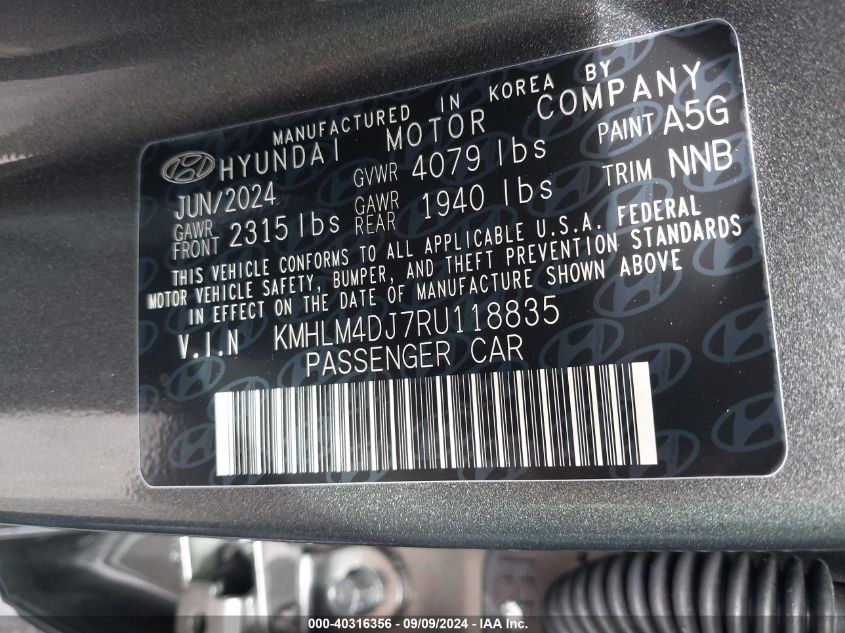 MANUFACTURED IN KOREA BY
HYUNDAI MOTOR COMPANY
JUN/2024 GVWR 4079 lbs PAINT A5G
GAWR FRONT 2315 lbs GAWR REAR 1940 lbs TRIM NNB
THIS VEHICLE CONFORMS TO ALL APPLICABLE U.S.A. FEDERAL
MOTOR VEHICLE SAFETY, BUMPER, AND THEFT PREVENTION STANDARDS
IN EFFECT ON THE DATE OF MANUFACTURE SHOWN ABOVE
V.I.N KMHLM4DJ7RU118835
PASSENGER CAR
000-40316356 - 09/09/2024 - IAA Inc.